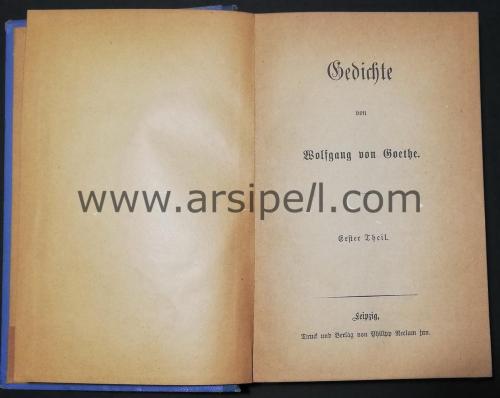 Gedichte
von
Wolfgang von Goethe.
www.arsipell.com
Erster Theil.
Leipzig,
Druck und Verlag von Philipp Reclam jun.